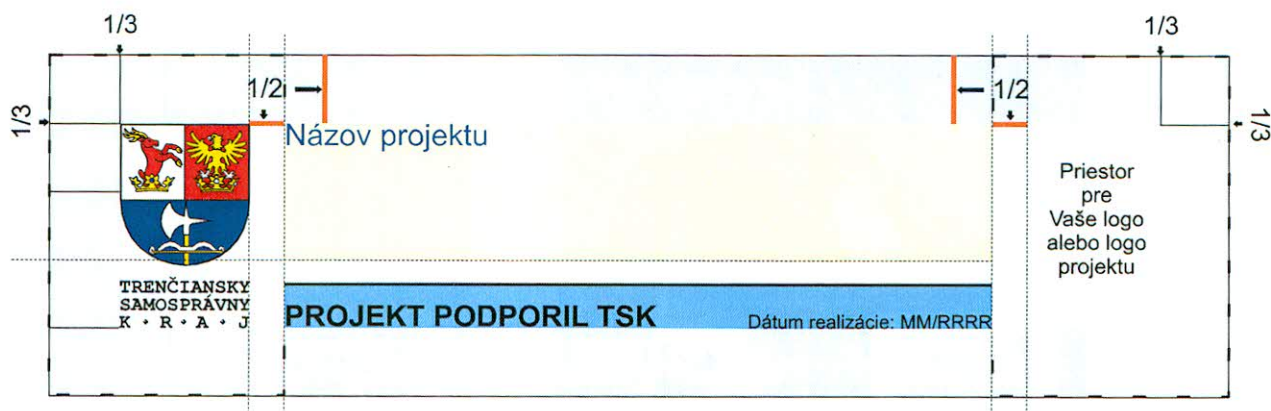 1/3
1/3
1/2
1/2
1/3
1/3
Názov projektu
Priestor
pre
Vaše logo
alebo logo
projektu
TRENČIANSKY
SAMOSPRÁVNY
K · R · A · J
PROJEKT PODPORIL TSK
Dátum realizácie: MM/RRRR